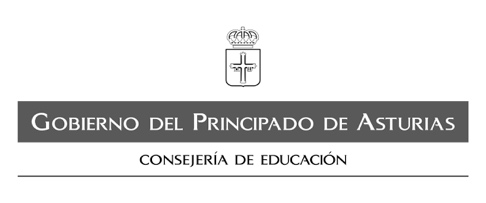 GOBIERNO DEL PRINCIPADO DE ASTURIAS
CONSEJERÍA DE EDUCACIÓN